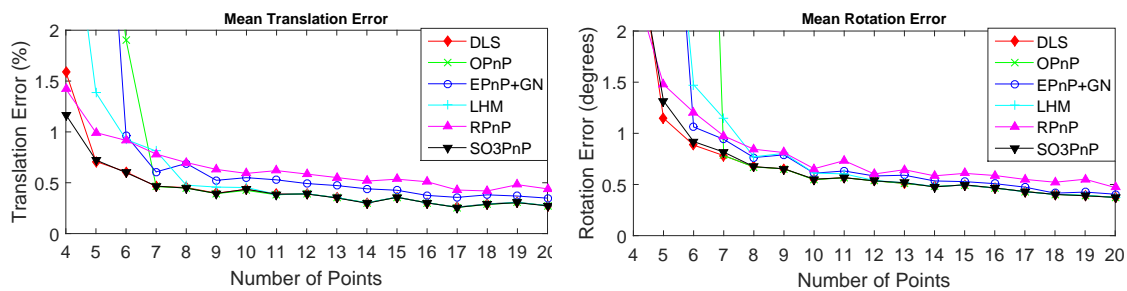 Mean Translation Error
Translation Error (%)
2
1.5
1
0.5
0
4 5 6 7 8 9 10 11 12 13 14 15 16 17 18 19 20
Number of Points
DLS
OPnP
EPnP+GN
LHM
RPnP
SO3PnP
Mean Rotation Error
Rotation Error (degrees)
2
1.5
1
0.5
0
4 5 6 7 8 9 10 11 12 13 14 15 16 17 18 19 20
Number of Points
DLS
OPnP
EPnP+GN
LHM
RPnP
SO3PnP